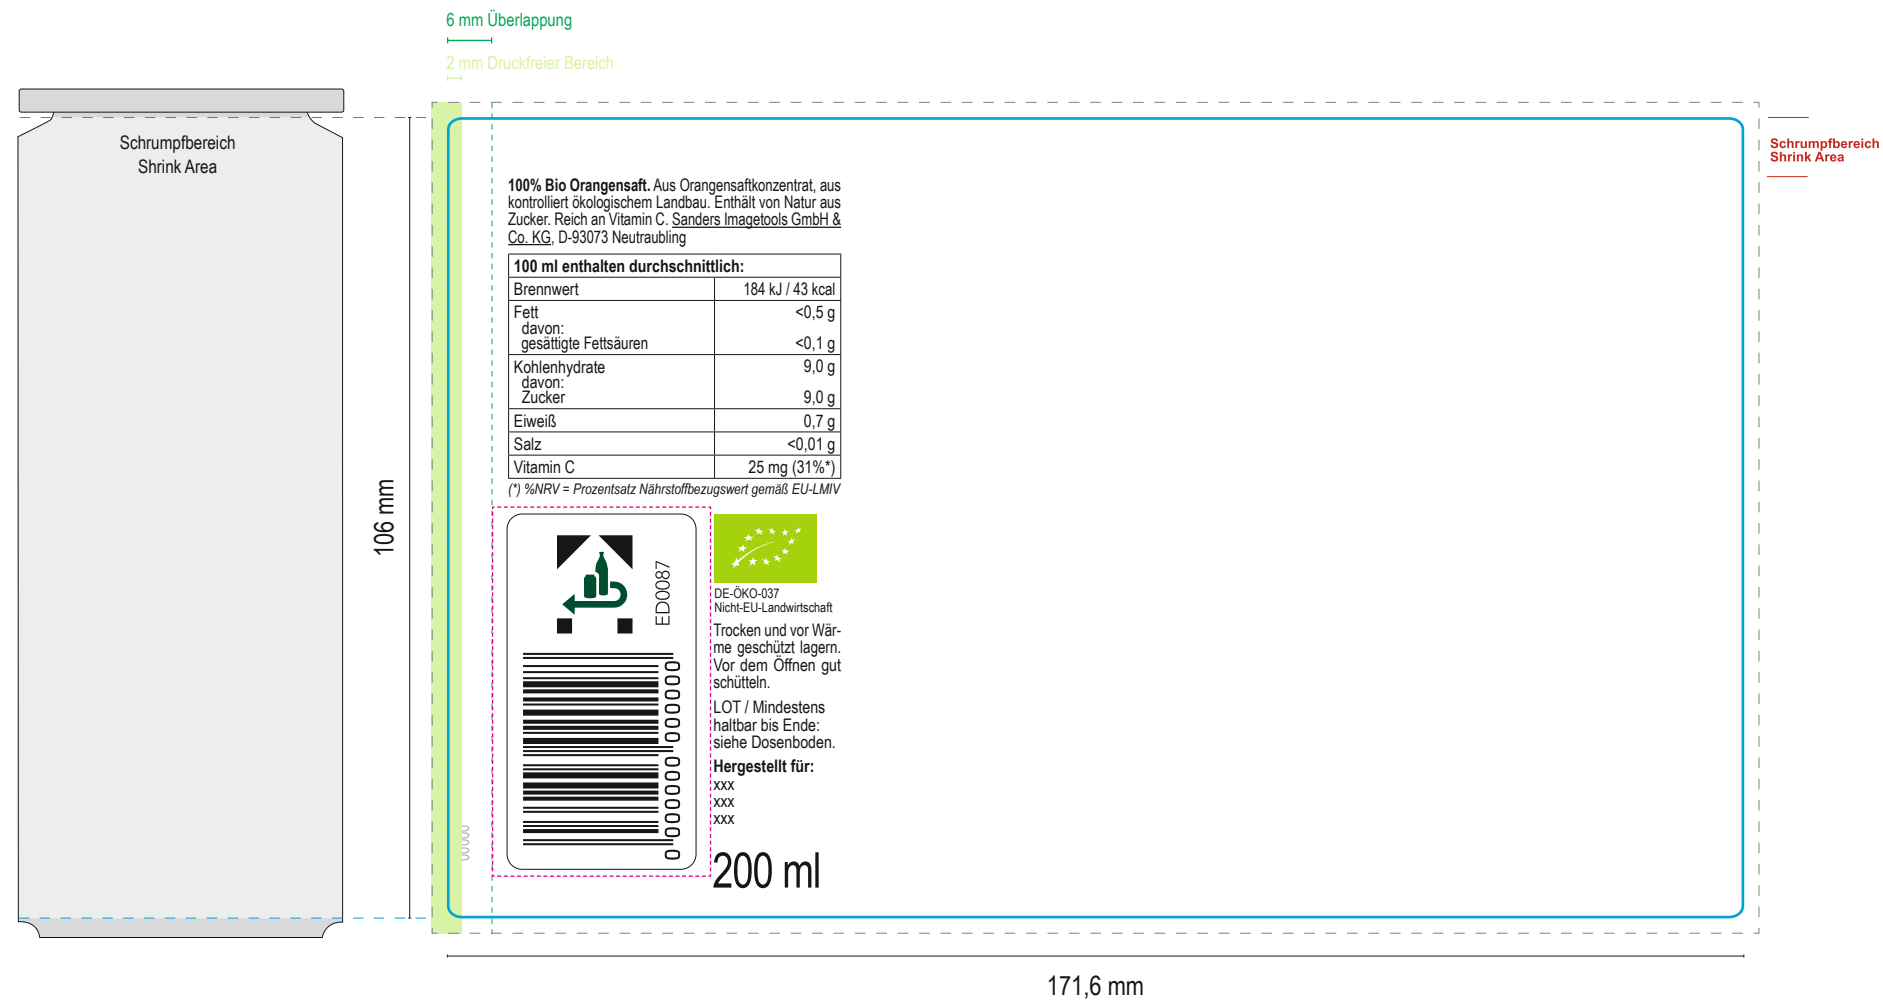 6 mm Überlappung
2 mm Druckfreier Bereich
Schrumpfbereich
Shrink Area
Schrumpfbereich
Shrink Area
100% Bio Orangensaft. Aus Orangensaftkonzentrat, aus
kontrolliert ökologischem Landbau. Enthält von Natur aus
Zucker. Reich an Vitamin C. Sanders Imagetools GmbH &
Co. KG, D-93073 Neutraubling
100 ml enthalten durchschnittlich:
Brennwert 184 kJ / 43 kcal
Fett <0,5 g
davon:
gesättigte Fettsäuren <0,1 g
Kohlenhydrate 9,0 g
davon:
Zucker 9,0 g
Eiweiß 0,7 g
Salz <0,01 g
Vitamin C 25 mg (31%*)
(*) %NRV = Prozentsatz Nährstoffbezugswert gemäß EU-LMIV
106 mm
ED0087
0 000000 000000
00000
DE-ÖKO-037
Nicht-EU-Landwirtschaft
Trocken und vor Wär-
me geschützt lagern.
Vor dem Öffnen gut
schütteln.
LOT / Mindestens
haltbar bis Ende:
siehe Dosenboden.
Hergestellt für:
xxx
xxx
xxx
200 ml
171,6 mm